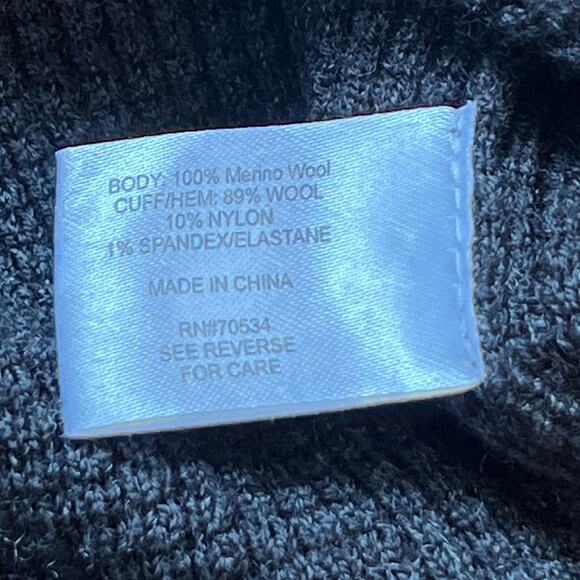 BODY: 100% Merino Wool
CUFF/HEM: 89% WOOL
10% NYLON
1% SPANDEX/ELASTANE
MADE IN CHINA
RN#70534
SEE REVERSE
FOR CARE